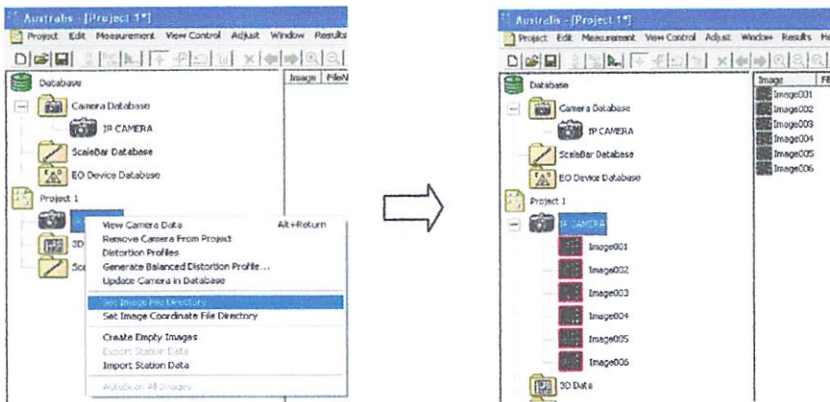 Australis - [Project 1*]
Project Edit Measurement View Control Adjust Window Results
Image
Database
Camera Database
IP CAMERA
ScaleBar Database
EO Device Database
Project 1
3D
View Camera Data Alt+Return
Remove Camera From Project
Distortion Profiles
Generate Balanced Distortion Profile...
Update Camera in Database
Set Image File Directory
Set Image Coordinate File Directory
Create Empty Images
Export Station Data
Import Station Data
AutoScan All Images
Australis - [Project 1*]
Project Edit Measurement View Control Adjust Window Results
Image
Image001
Image002
Image003
Image004
Image005
Image006
Database
Camera Database
IP CAMERA
ScaleBar Database
EO Device Database
Project 1
IP CAMERA
Image001
Image002
Image003
Image004
Image005
Image006
3D Data